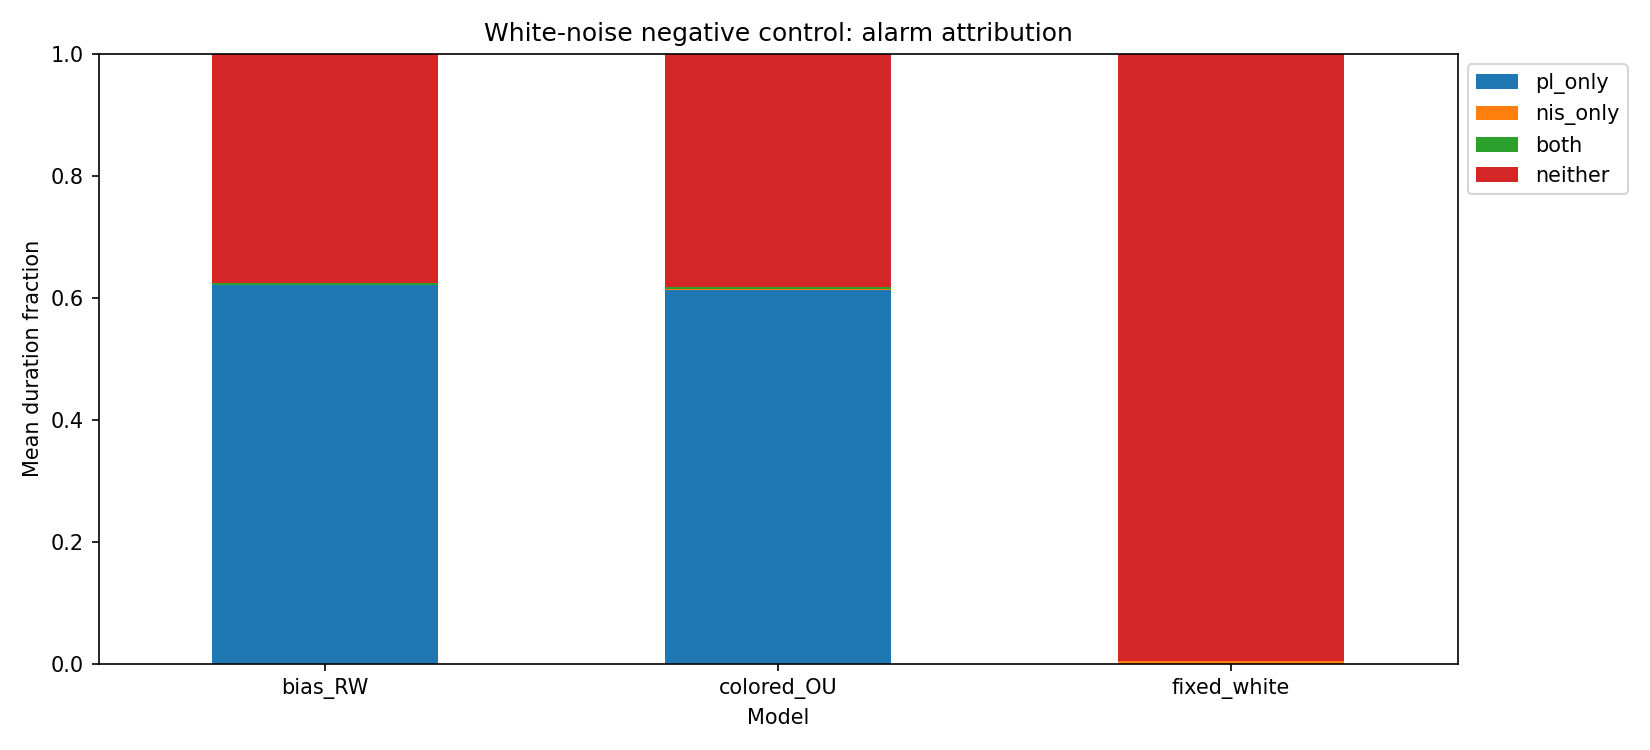 White-noise negative control: alarm attribution
1.0
0.8
0.6
0.4
0.2
0.0
Mean duration fraction
bias_RW
colored_OU
fixed_white
Model
pl_only
nis_only
both
neither